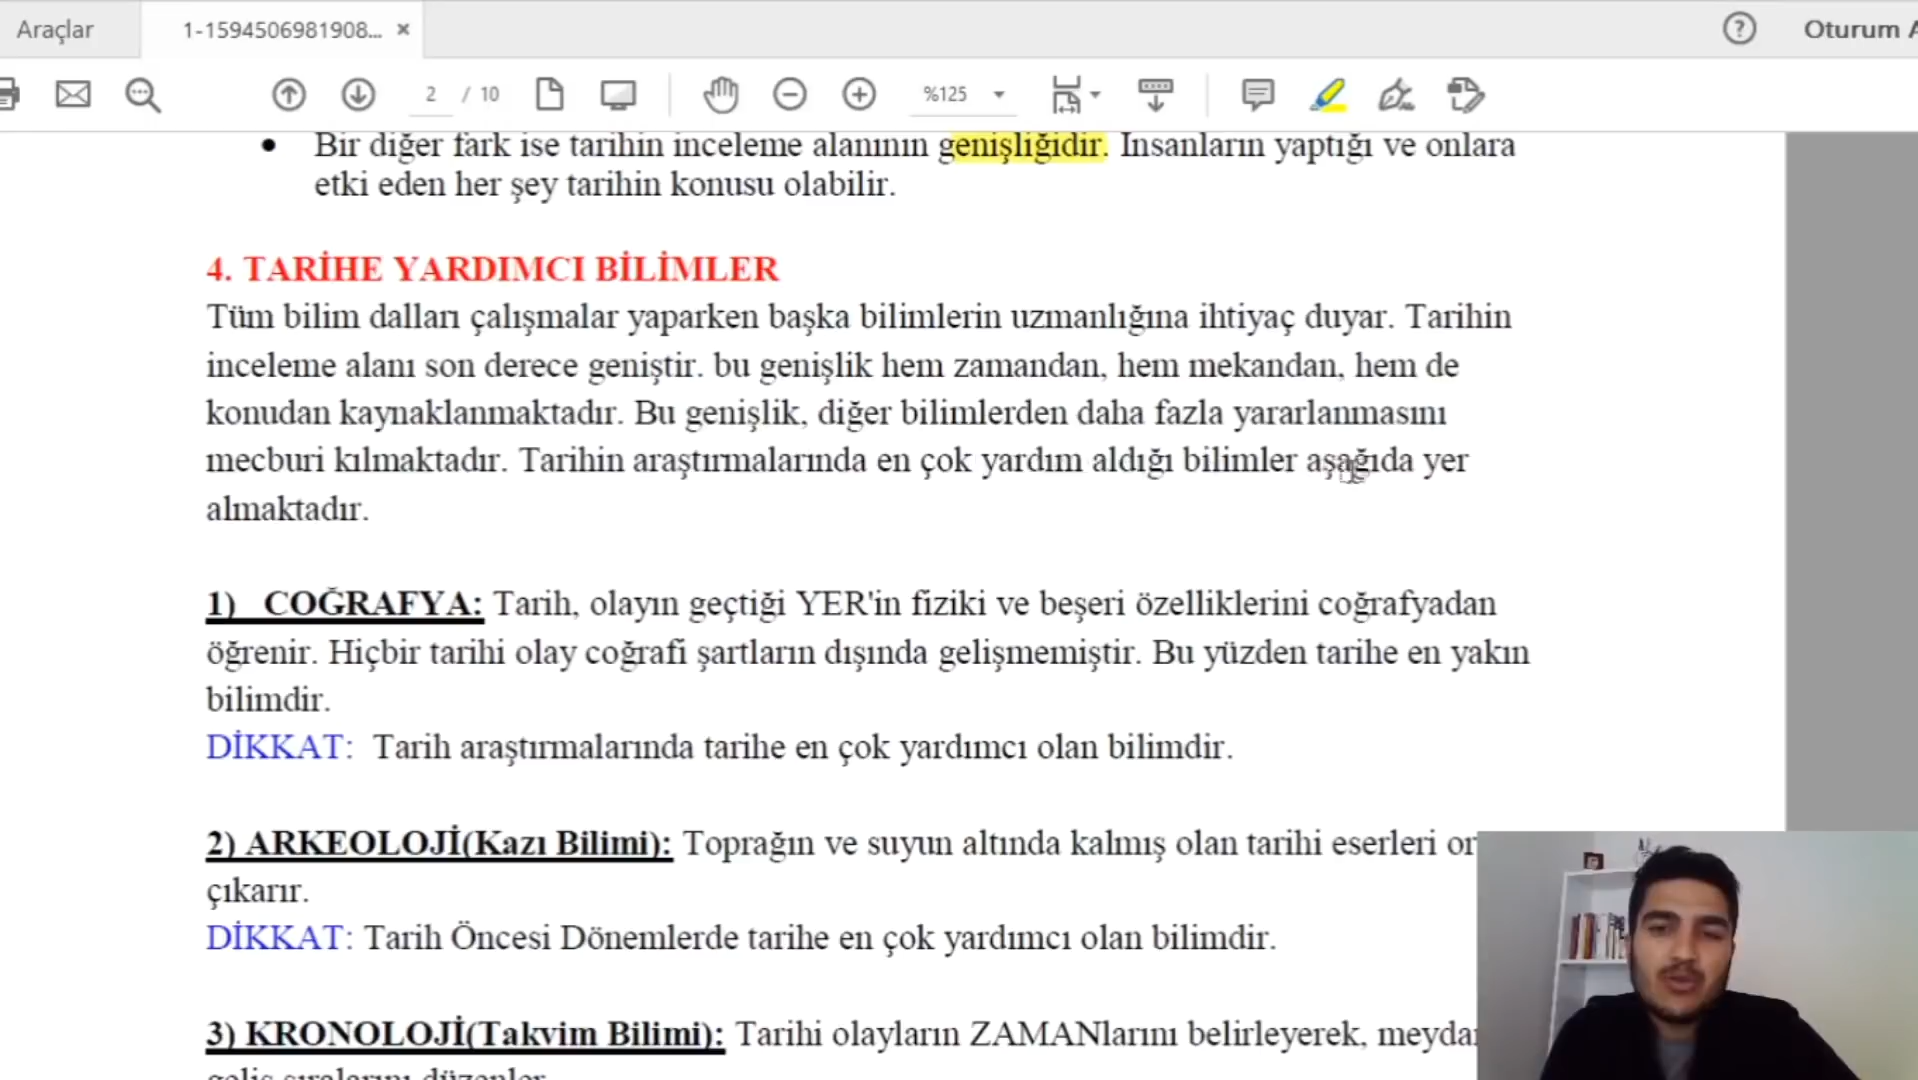 Araçlar
1-1594506981908...
Oturum A
2 / 10
%125
Bir diğer fark ise tarihin inceleme alanının genişliğidir. İnsanların yaptığı ve onlara
etki eden her şey tarihin konusu olabilir.
4. TARİHE YARDIMCI BİLİMLER
Tüm bilim dalları çalışmalar yaparken başka bilimlerin uzmanlığına ihtiyaç duyar. Tarihin
inceleme alanı son derece geniştir. bu genişlik hem zamandan, hem mekandan, hem de
konudan kaynaklanmaktadır. Bu genişlik, diğer bilimlerden daha fazla yararlanmasını
mecburi kılmaktadır. Tarihin araştırmalarında en çok yardım aldığı bilimler aşağıda yer
almaktadır.
1) COĞRAFYA: Tarih, olayın geçtiği YER'in fiziki ve beşeri özelliklerini coğrafyadan
öğrenir. Hiçbir tarihi olay coğrafi şartların dışında gelişmemiştir. Bu yüzden tarihe en yakın
bilimdir.
DİKKAT: Tarih araştırmalarında tarihe en çok yardımcı olan bilimdir.
2) ARKEOLOJİ(Kazı Bilimi): Toprağın ve suyun altında kalmış olan tarihi eserleri or
çıkarır.
DİKKAT: Tarih Öncesi Dönemlerde tarihe en çok yardımcı olan bilimdir.
3) KRONOLOJİ(Takvim Bilimi): Tarihi olayların ZAMANlarını belirleyerek, meydan
geliş sıralarını düzenler